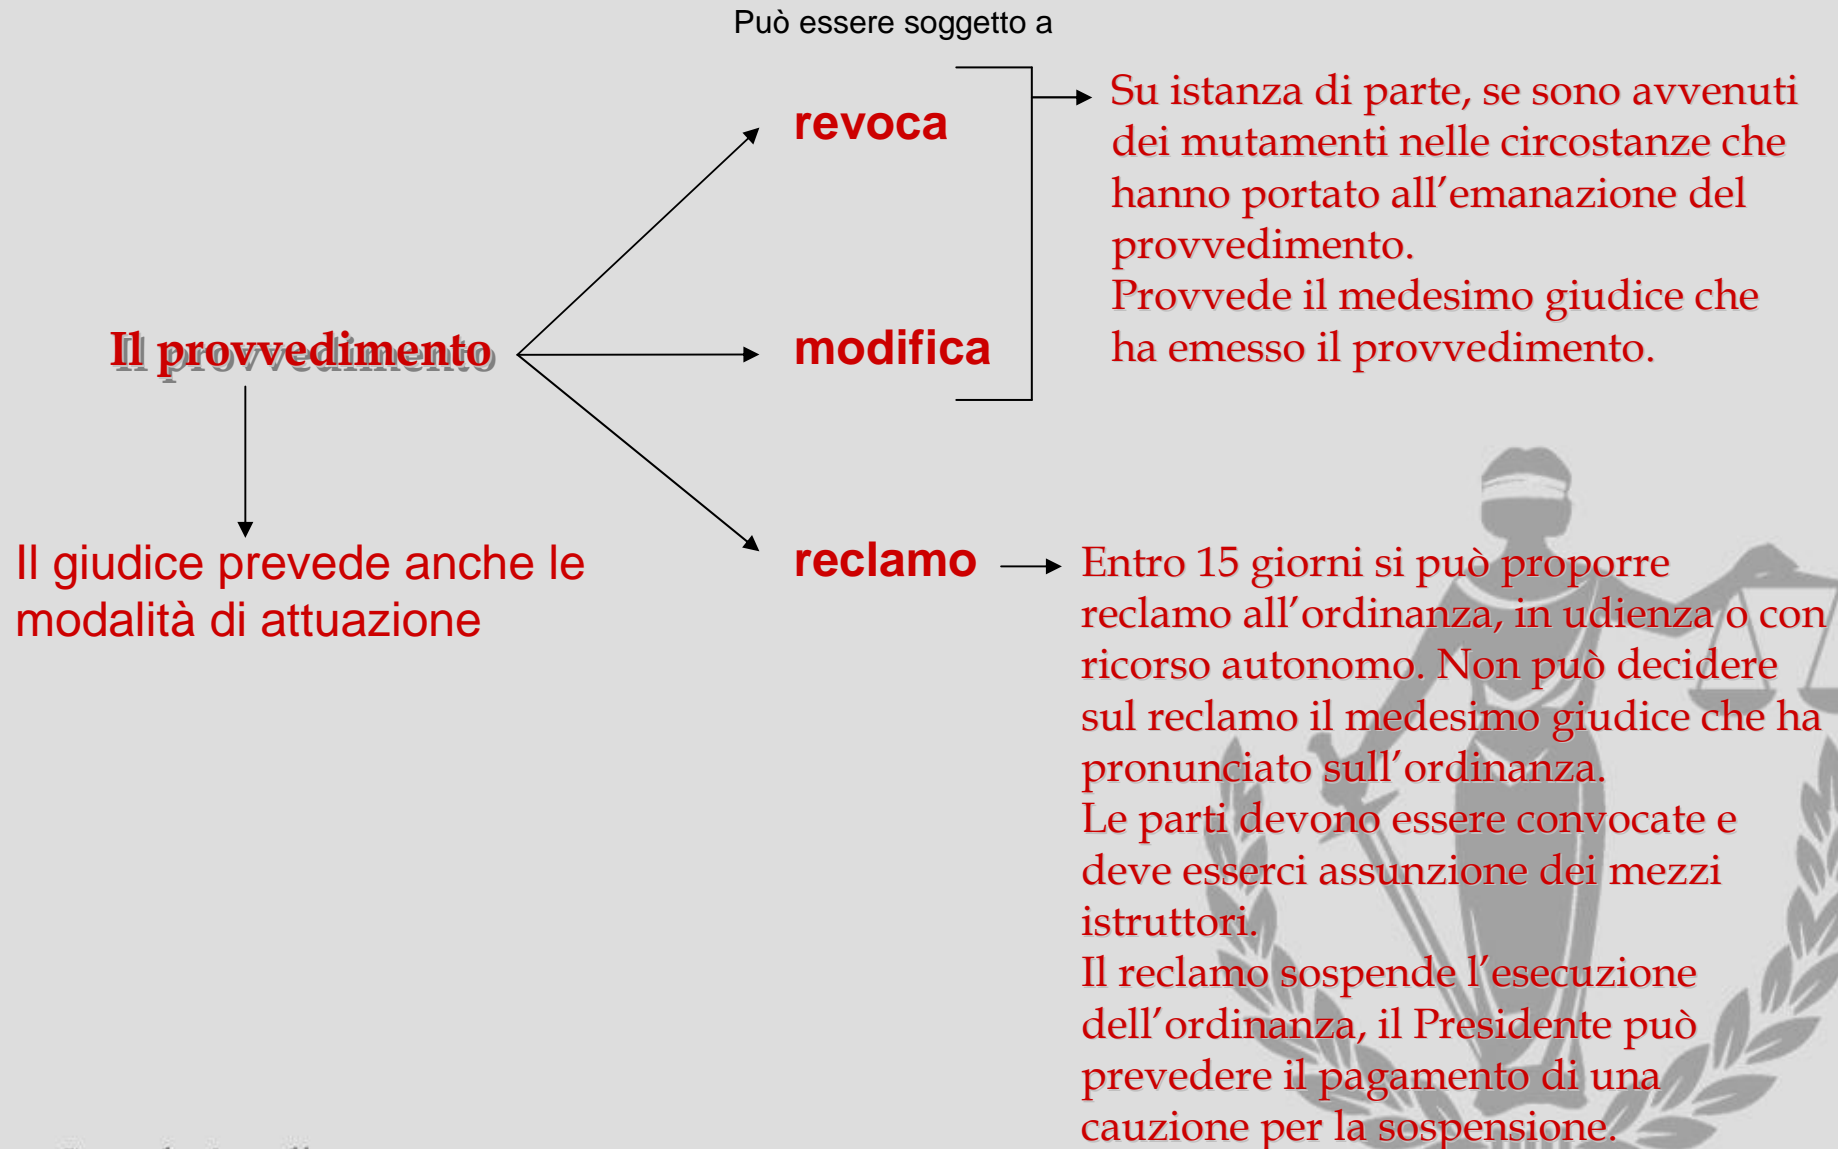 Può essere soggetto a
revoca
Su istanza di parte, se sono avvenuti
dei mutamenti nelle circostanze che
hanno portato all’emanazione del
provvedimento.
Provvede il medesimo giudice che
ha emesso il provvedimento.
Il provvedimento
modifica
Il giudice prevede anche le
modalità di attuazione
reclamo
Entro 15 giorni si può proporre
reclamo all’ordinanza, in udienza o con
ricorso autonomo. Non può decidere
sul reclamo il medesimo giudice che ha
pronunciato sull’ordinanza.
Le parti devono essere convocate e
deve esserci assunzione dei mezzi
istruttori.
Il reclamo sospende l’esecuzione
dell’ordinanza, il Presidente può
prevedere il pagamento di una
cauzione per la sospensione.